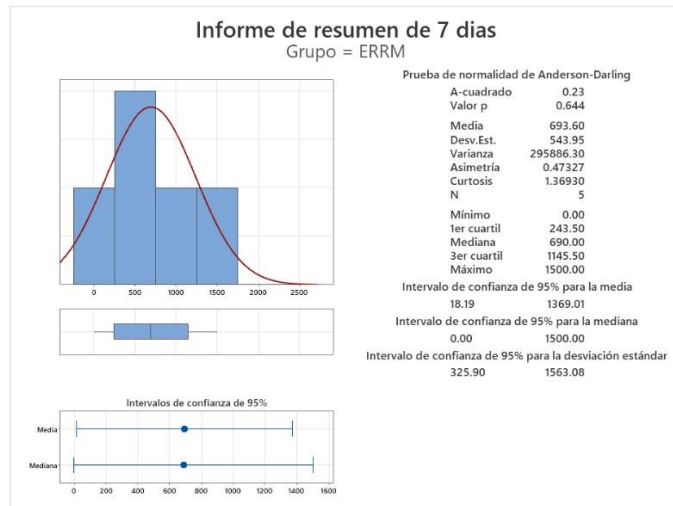 Informe de resumen de 7 dias
Grupo = ERRM
Prueba de normalidad de Anderson-Darling
A-cuadrado 0.23
Valor p 0.644
Media 693.60
Desv.Est. 543.95
Varianza 295886.30
Asimetría 0.47327
Curtosis 1.36930
N 5
Mínimo 0.00
1er cuartil 243.50
Mediana 690.00
3er cuartil 1145.50
Máximo 1500.00
Intervalo de confianza de 95% para la media
18.19 1369.01
Intervalo de confianza de 95% para la mediana
0.00 1500.00
Intervalo de confianza de 95% para la desviación estándar
325.90 1563.08
0 500 1000 1500 2000 2500
Intervalos de confianza de 95%
Media
Mediana
0 200 400 600 800 1000 1200 1400 1600